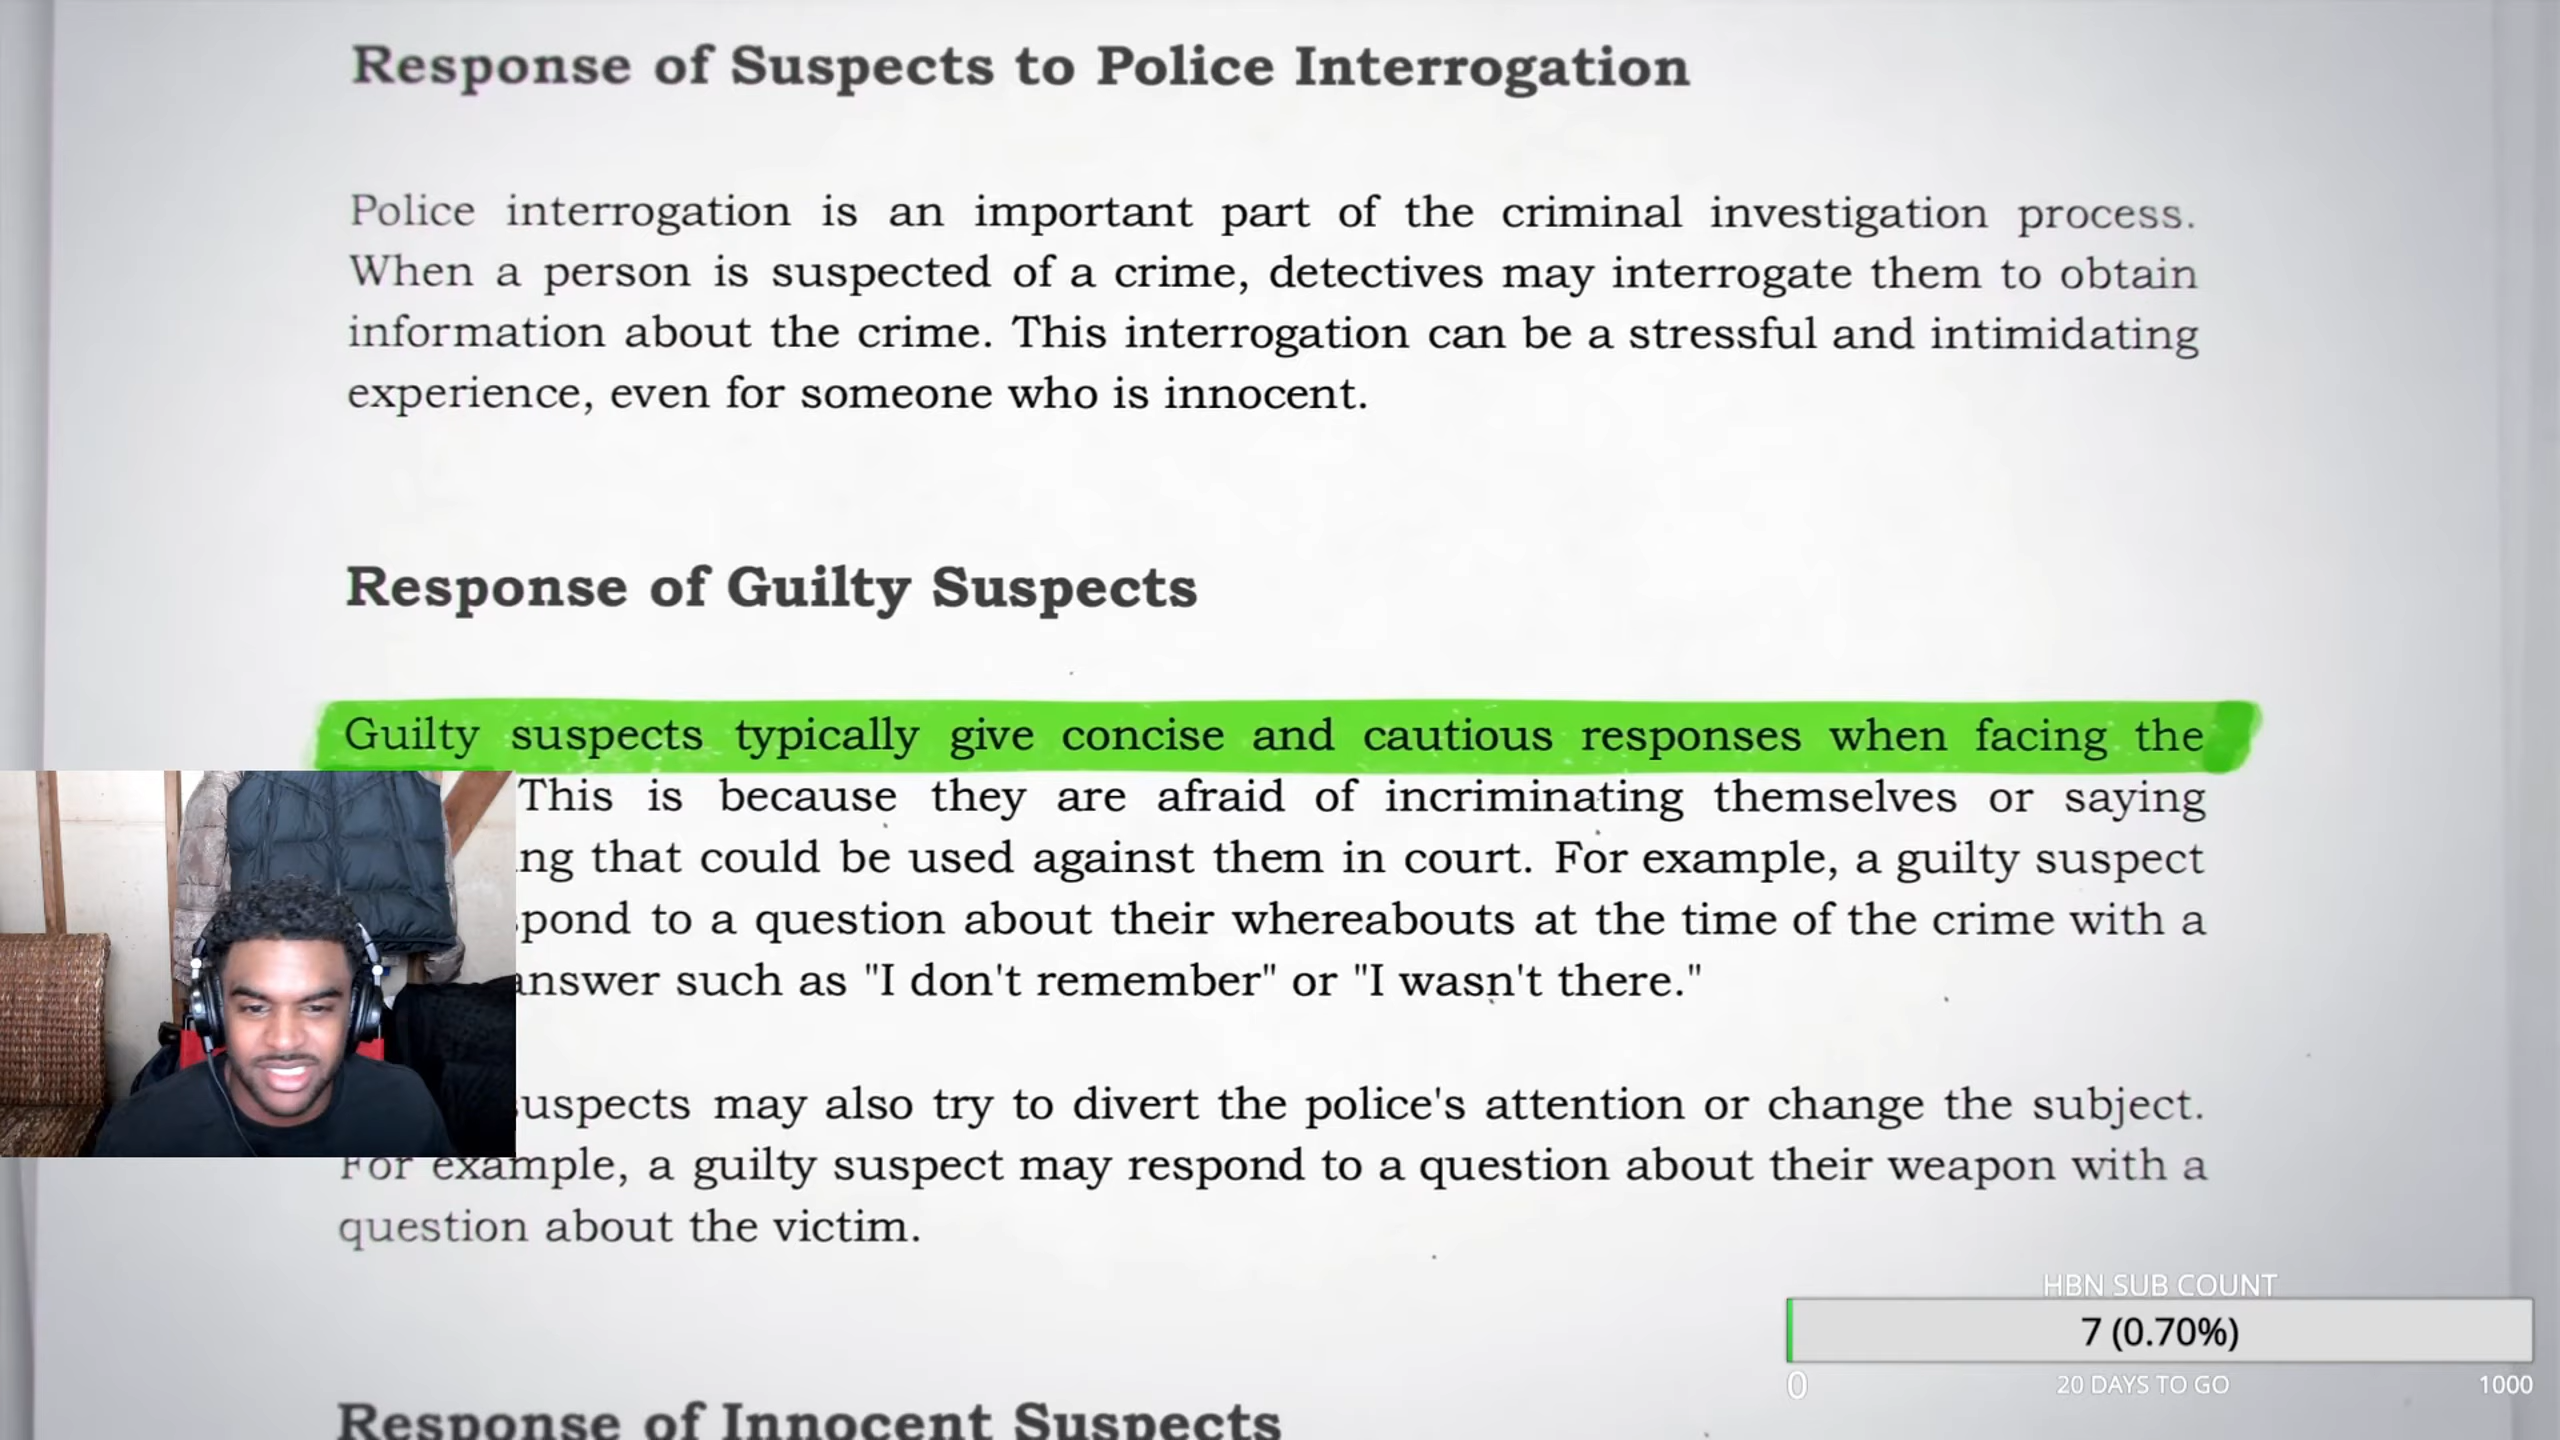 Response of Suspects to Police Interrogation
Police interrogation is an important part of the criminal investigation process.
When a person is suspected of a crime, detectives may interrogate them to obtain
information about the crime. This interrogation can be a stressful and intimidating
experience, even for someone who is innocent.
Response of Guilty Suspects
Guilty suspects typically give concise and cautious responses when facing the
This is because they are afraid of incriminating themselves or saying
that could be used against them in court. For example, a guilty suspect
to a question about their whereabouts at the time of the crime with a
answer such as "I don't remember" or "I wasn't there."
suspects may also try to divert the police's attention or change the subject.
For example, a guilty suspect may respond to a question about their weapon with a
question about the victim.
Response of Innocent Suspects
HBN SUB COUNT
7 (0.70%)
0 20 DAYS TO GO 1000